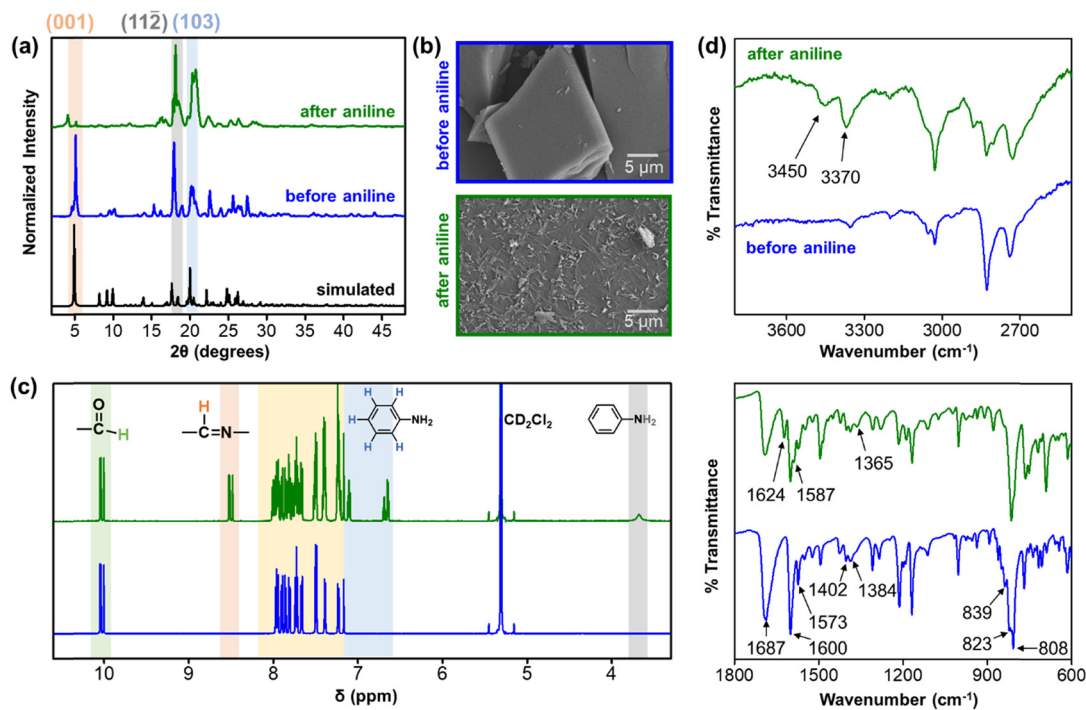 (001) (112̄) (103)
(a)
after aniline
before aniline
simulated
Normalized Intensity
5 10 15 20 25 30 35 40 45
2θ (degrees)
(b)
before aniline
5 μm
after aniline
5 μm
(c)
O
C
H
H
C=N
H
H
H
H
H
NH₂
CD₂Cl₂
NH₂
10 9 8 7 6 5 4
δ (ppm)
(d)
after aniline
3450
3370
before aniline
% Transmittance
3600 3300 3000 2700
Wavenumber (cm⁻¹)
1365
1624
1587
1402
1384
1573
1687
1600
839
823
808
% Transmittance
1800 1500 1200 900 600
Wavenumber (cm⁻¹)